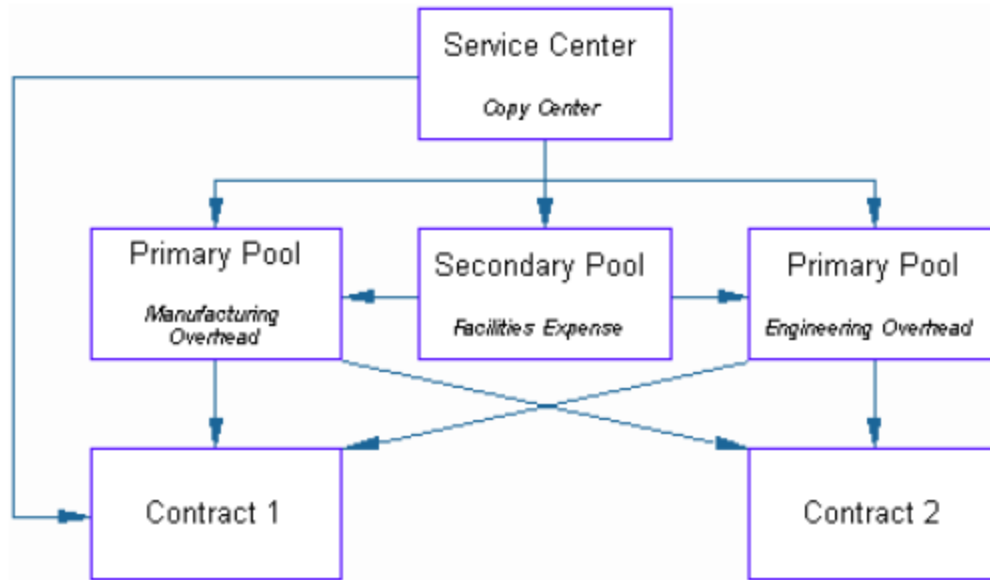 Service Center
Copy Center
Primary Pool
Manufacturing
Overhead
Secondary Pool
Facilities Expense
Primary Pool
Engineering Overhead
Contract 1
Contract 2